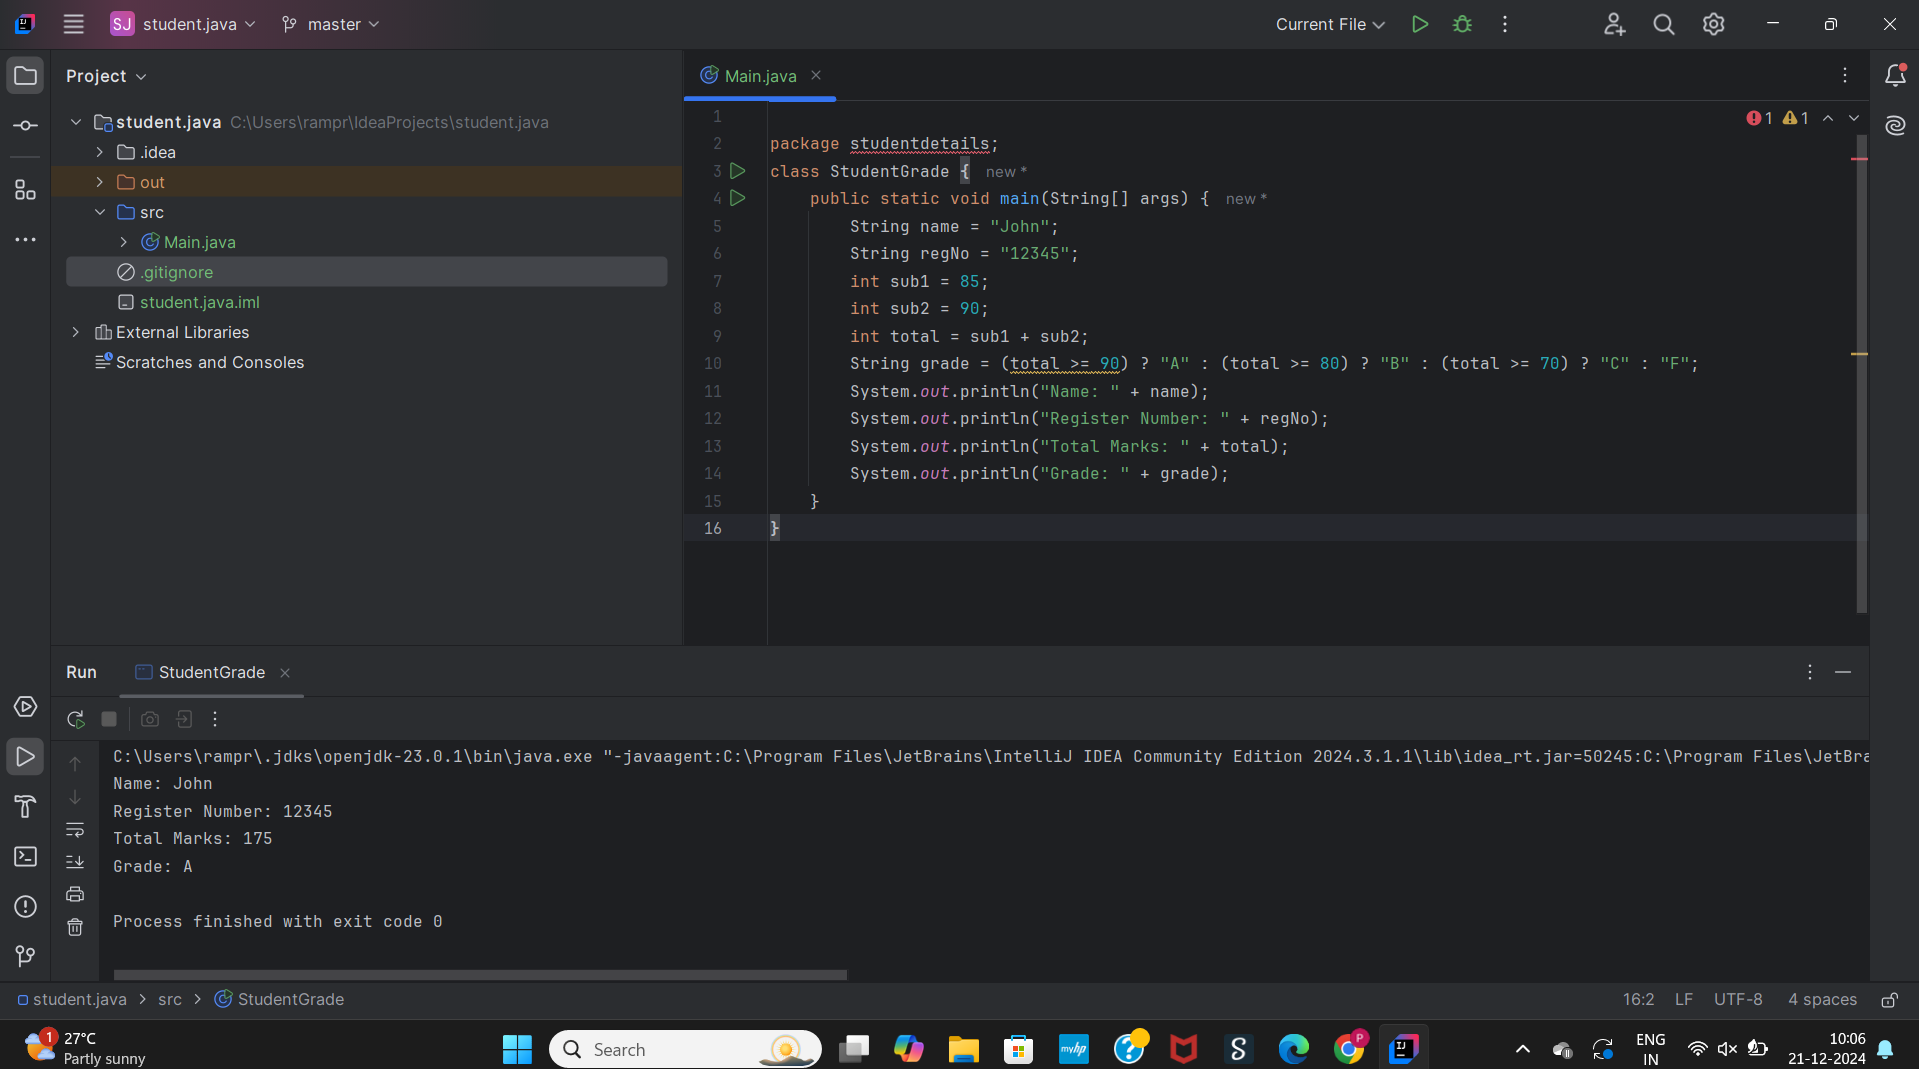 SJ student.java master Current File
Project
Main.java
student.java C:\Users\rampr\IdeaProjects\student.java
.idea
out
src
Main.java
.gitignore
student.java.iml
External Libraries
Scratches and Consoles
1 1
1
2 package studentdetails;
3 class StudentGrade { new *
4 public static void main(String[] args) { new *
5 String name = "John";
6 String regNo = "12345";
7 int sub1 = 85;
8 int sub2 = 90;
9 int total = sub1 + sub2;
10 String grade = (total >= 90) ? "A" : (total >= 80) ? "B" : (total >= 70) ? "C" : "F";
11 System.out.println("Name: " + name);
12 System.out.println("Register Number: " + regNo);
13 System.out.println("Total Marks: " + total);
14 System.out.println("Grade: " + grade);
15 }
16 }
Run StudentGrade
C:\Users\rampr\.jdks\openjdk-23.0.1\bin\java.exe "-javaagent:C:\Program Files\JetBrains\IntelliJ IDEA Community Edition 2024.3.1.1\lib\idea_rt.jar=50245:C:\Program Files\JetBra
Name: John
Register Number: 12345
Total Marks: 175
Grade: A
Process finished with exit code 0
student.java > src > StudentGrade 16:2 LF UTF-8 4 spaces
1 27°C
Partly sunny
Search
myhp
P
IJ
ENG
IN
10:06
21-12-2024